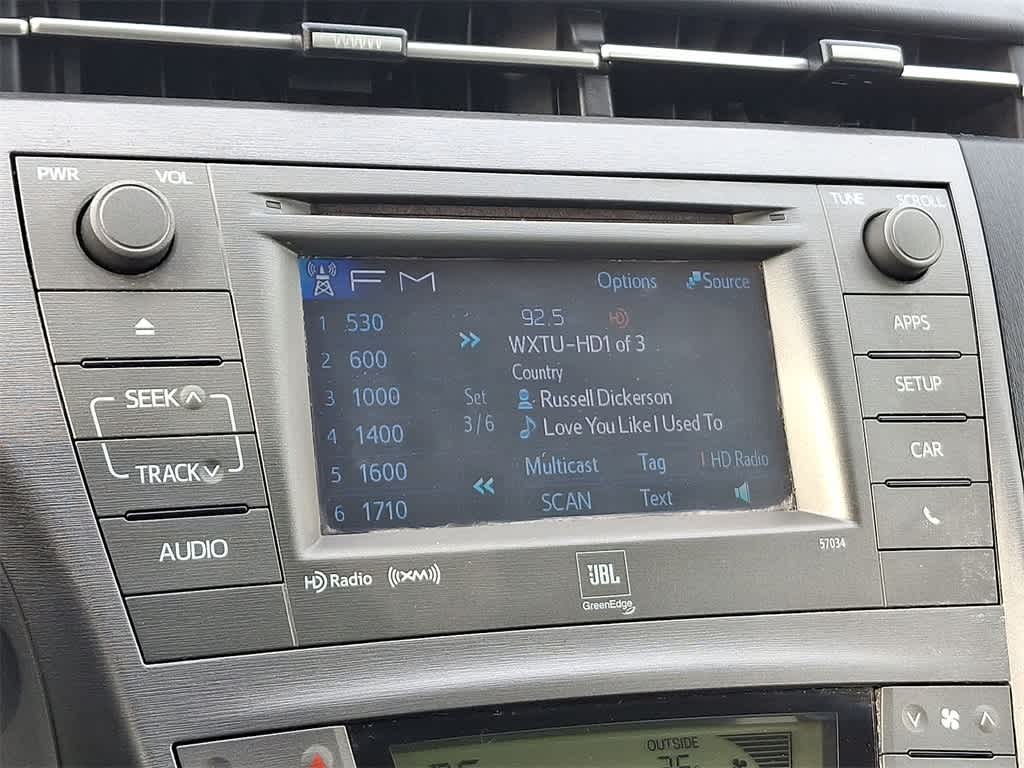 PWR VOL
TUNE SCROLL
FM Options Source
1 530
2 600
3 1000
4 1400
5 1600
6 1710
Set
3/6
92.5 HD
WXTU-HD1 of 3
Country
Russell Dickerson
Love You Like I Used To
Multicast Tag HD Radio
SCAN Text
SEEK
TRACK
AUDIO
APPS
SETUP
CAR
57034
HD Radio ((XM))
JBL
GreenEdge
OUTSIDE